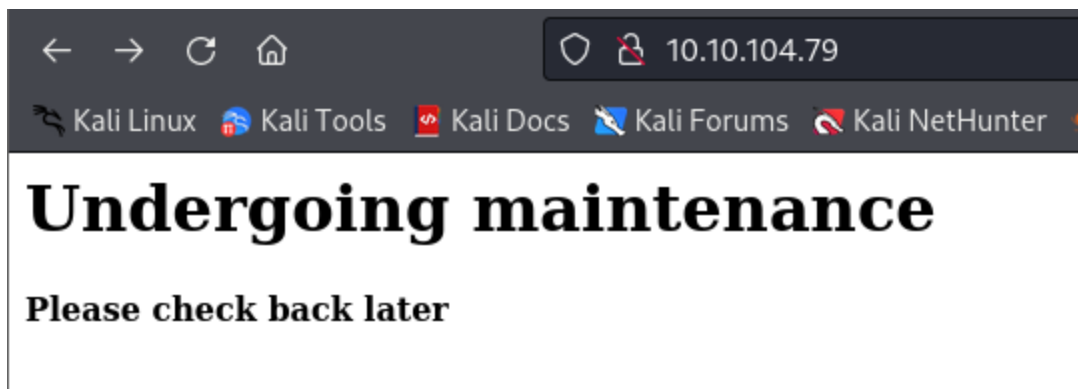 10.10.104.79
Kali Linux Kali Tools Kali Docs Kali Forums Kali NetHunter
Undergoing maintenance
Please check back later